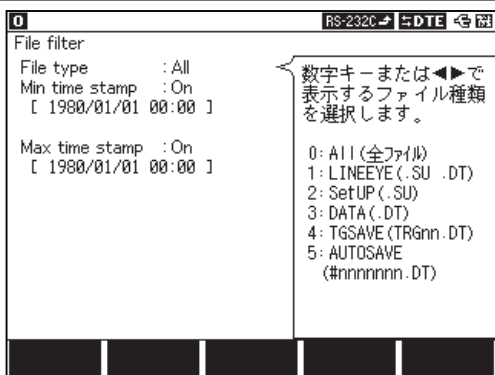 0 RS-232C DTE
File filter
File type : All
Min time stamp : On
[ 1980/01/01 00:00 ]
Max time stamp : On
[ 1980/01/01 00:00 ]
数字キーまたは◀▶で
表示するファイル種類
を選択します。
0: All(全ファイル)
1: LINEEYE(.SU .DT)
2: SetUP(.SU)
3: DATA(.DT)
4: TGSAVE(TRGnn.DT)
5: AUTOSAVE
(#nnnnnnn.DT)